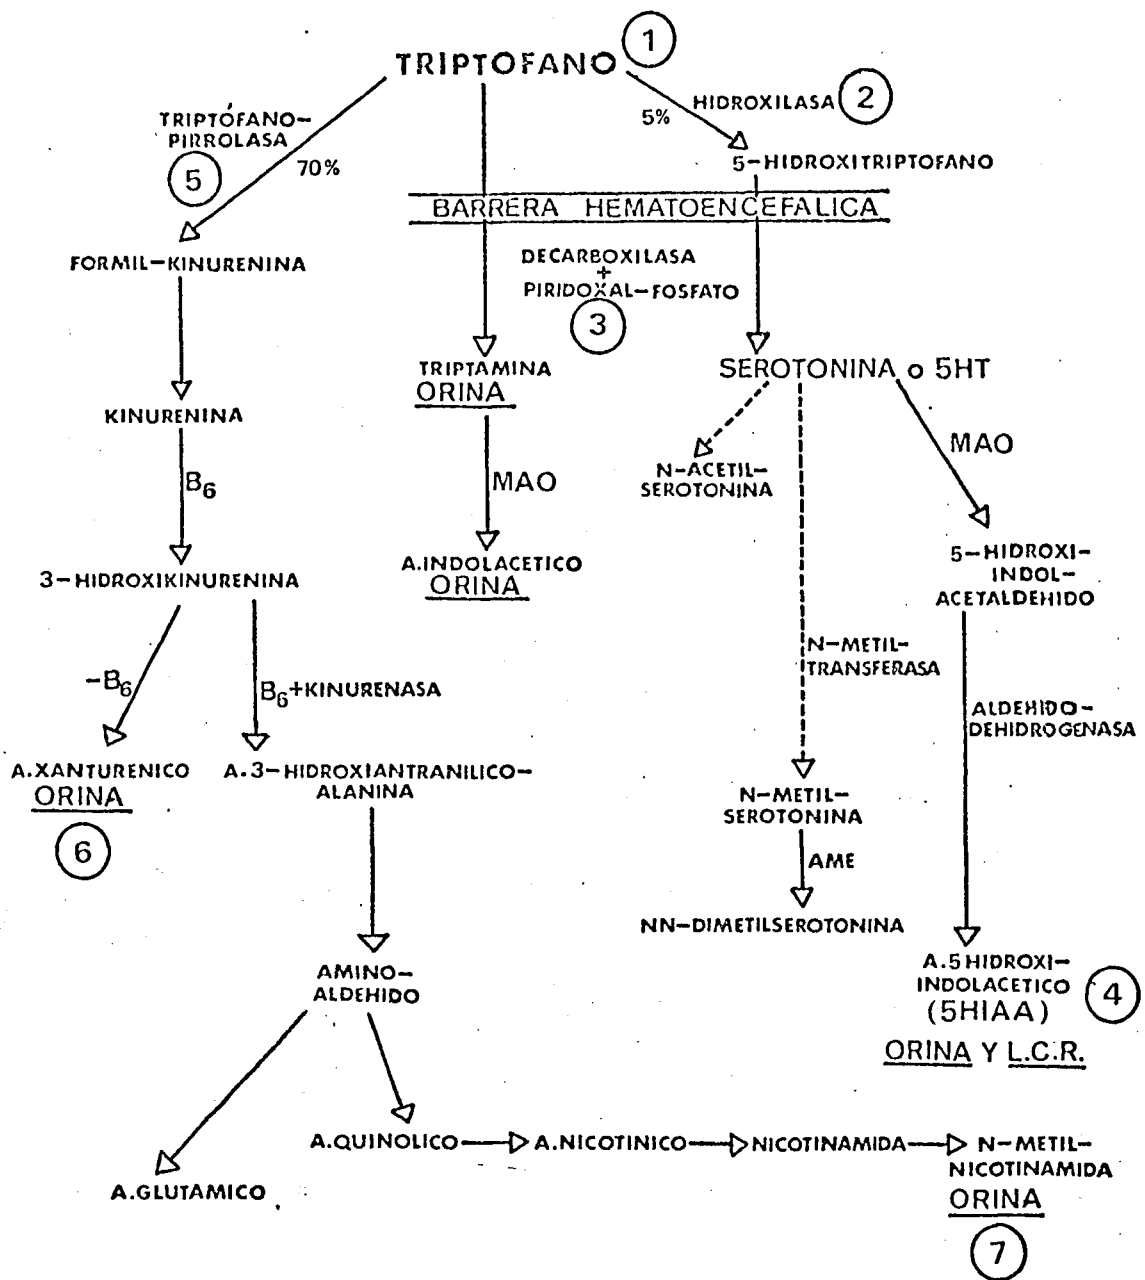 TRIPTOFANO
1
TRIPTÓFANO-
PIRROLASA
5
70%
5%
HIDROXILASA
2
5-HIDROXITRIPTOFANO
BARRERA HEMATOENCEFALICA
FORMIL-KINURENINA
DECARBOXILASA
+
PIRIDOXAL-FOSFATO
3
TRIPTAMINA
ORINA
SEROTONINA o 5HT
KINURENINA
B6
MAO
N-ACETIL-
SEROTONINA
MAO
3-HIDROXIKINURENINA
A.INDOLACETICO
ORINA
5-HIDROXI-
INDOL-
ACETALDEHIDO
-B6
B6+KINURENASA
N-METIL-
TRANSFERASA
ALDEHIDO-
DEHIDROGENASA
A.XANTURENICO
ORINA
6
A.3-HIDROXIANTRANILICO-
ALANINA
N-METIL-
SEROTONINA
AME
NN-DIMETILSEROTONINA
AMINO-
ALDEHIDO
A.5HIDROXI-
INDOLACETICO
(5HIAA)
4
ORINA Y L.C.R.
A.QUINOLICO
A.NICOTINICO
NICOTINAMIDA
N-METIL-
NICOTINAMIDA
ORINA
7
A.GLUTAMICO